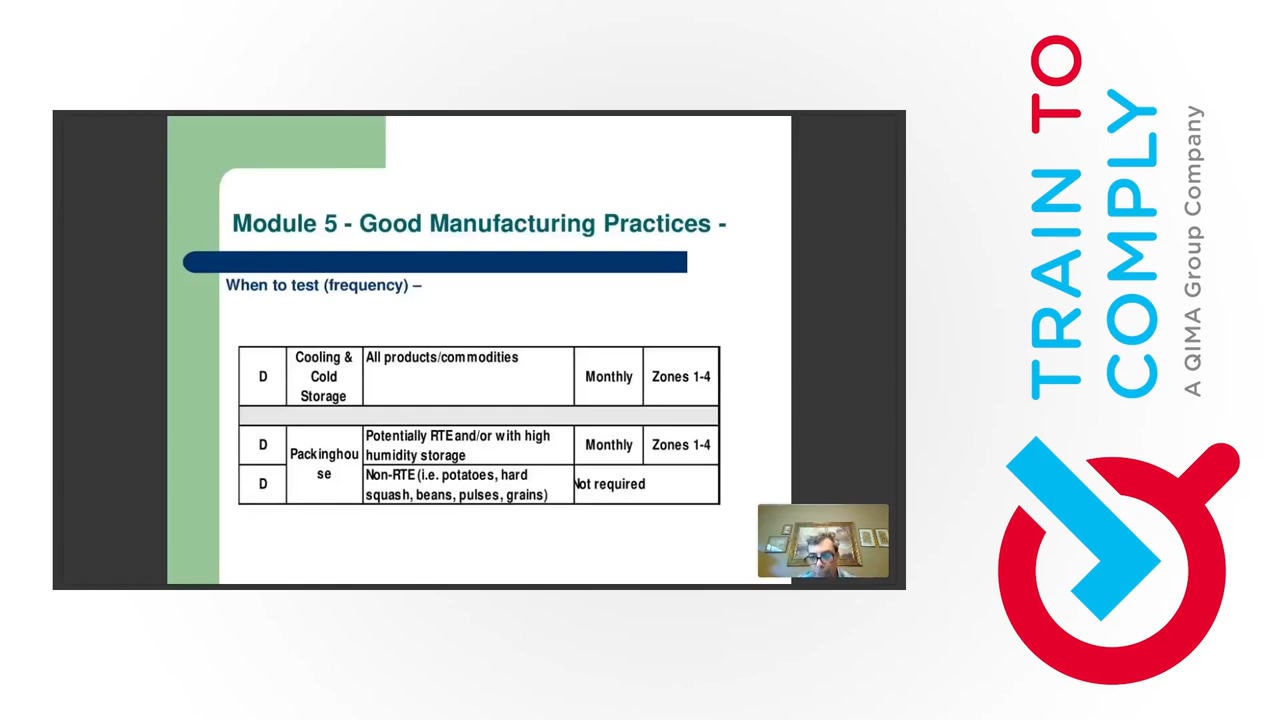 Module 5 - Good Manufacturing Practices -
When to test (frequency) –
D
Cooling &
Cold
Storage
All products/commodities
Monthly
Zones 1-4
D
Packinghou
se
Potentially RTE and/or with high
humidity storage
Monthly
Zones 1-4
D
Non-RTE (i.e. potatoes, hard
squash, beans, pulses, grains)
Not required
TRAIN TO
COMPLY
A QIMA Group Company